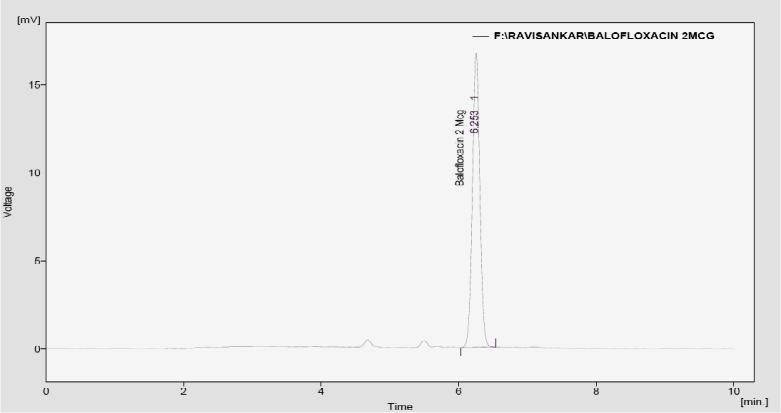 [mV]
F:\RAVISANKAR\BALOFLOXACIN 2MCG
15
10
5
0
Voltage
Balofloxacin 2 Mcg
6.253 1
0 2 4 6 8 10
Time
[min.]